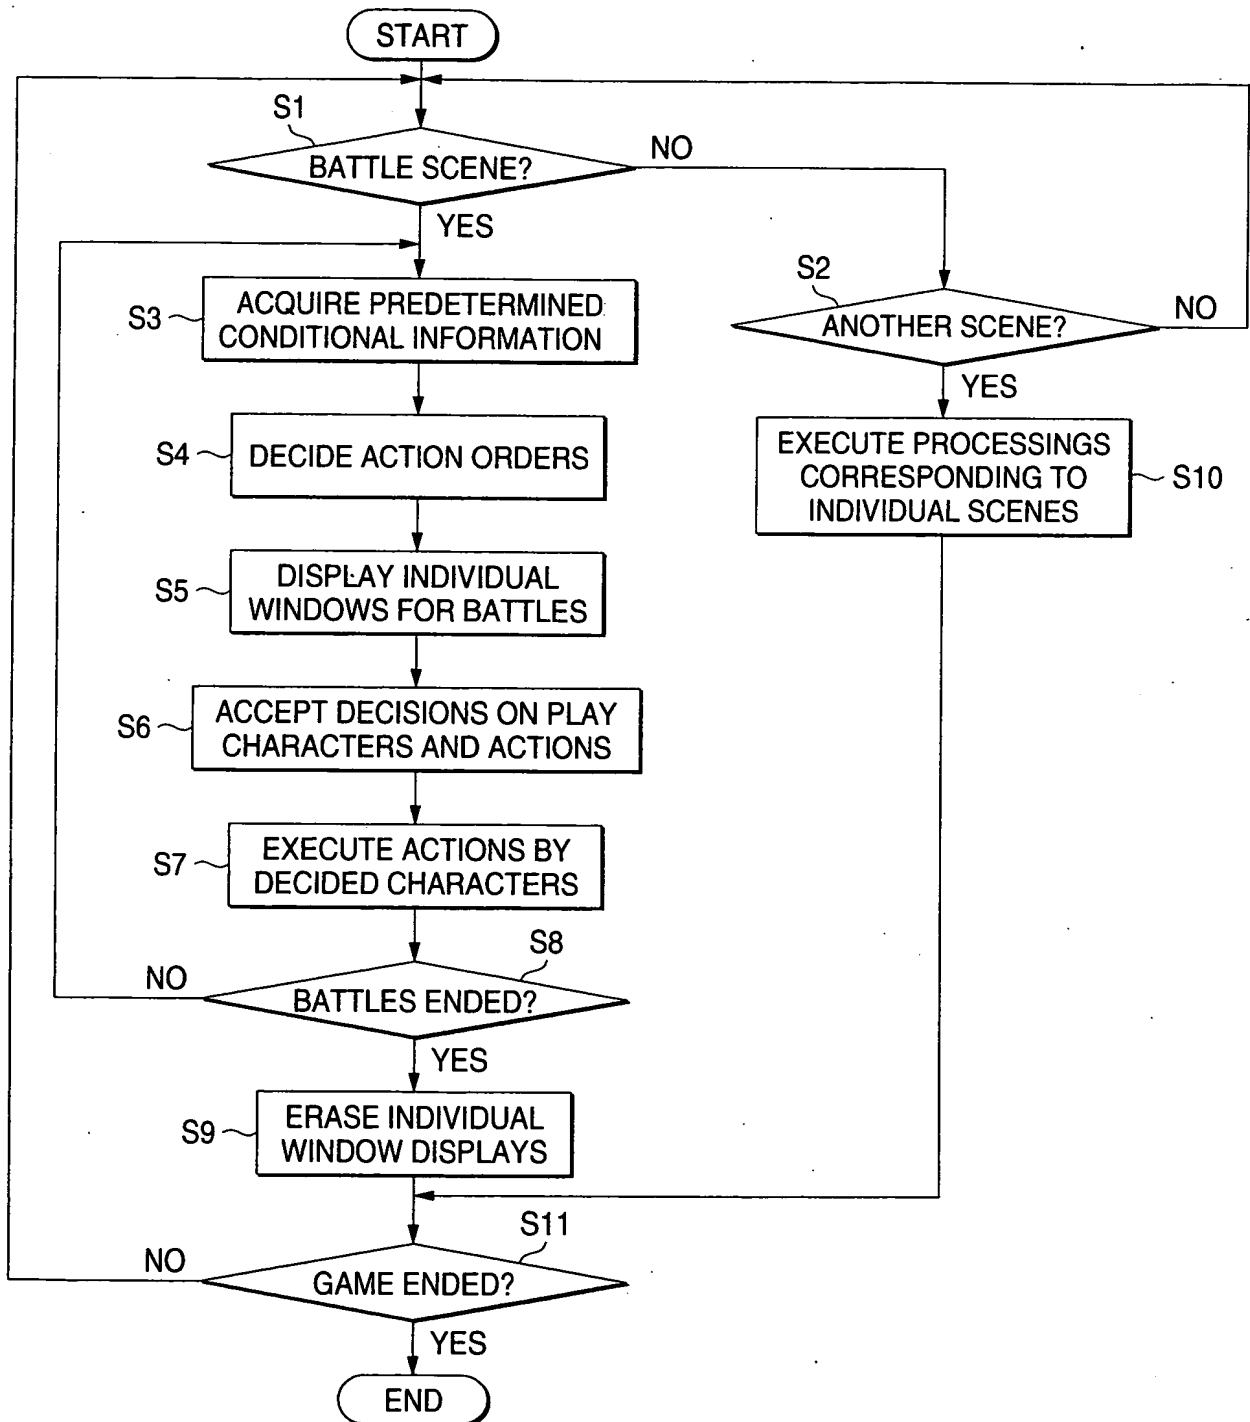 START
S1
BATTLE SCENE?
NO
YES
S2
ANOTHER SCENE?
NO
YES
S3
ACQUIRE PREDETERMINED
CONDITIONAL INFORMATION
S4
DECIDE ACTION ORDERS
EXECUTE PROCESSINGS
CORRESPONDING TO
INDIVIDUAL SCENES
S10
S5
DISPLAY INDIVIDUAL
WINDOWS FOR BATTLES
S6
ACCEPT DECISIONS ON PLAY
CHARACTERS AND ACTIONS
S7
EXECUTE ACTIONS BY
DECIDED CHARACTERS
S8
NO
BATTLES ENDED?
YES
S9
ERASE INDIVIDUAL
WINDOW DISPLAYS
S11
NO
GAME ENDED?
YES
END